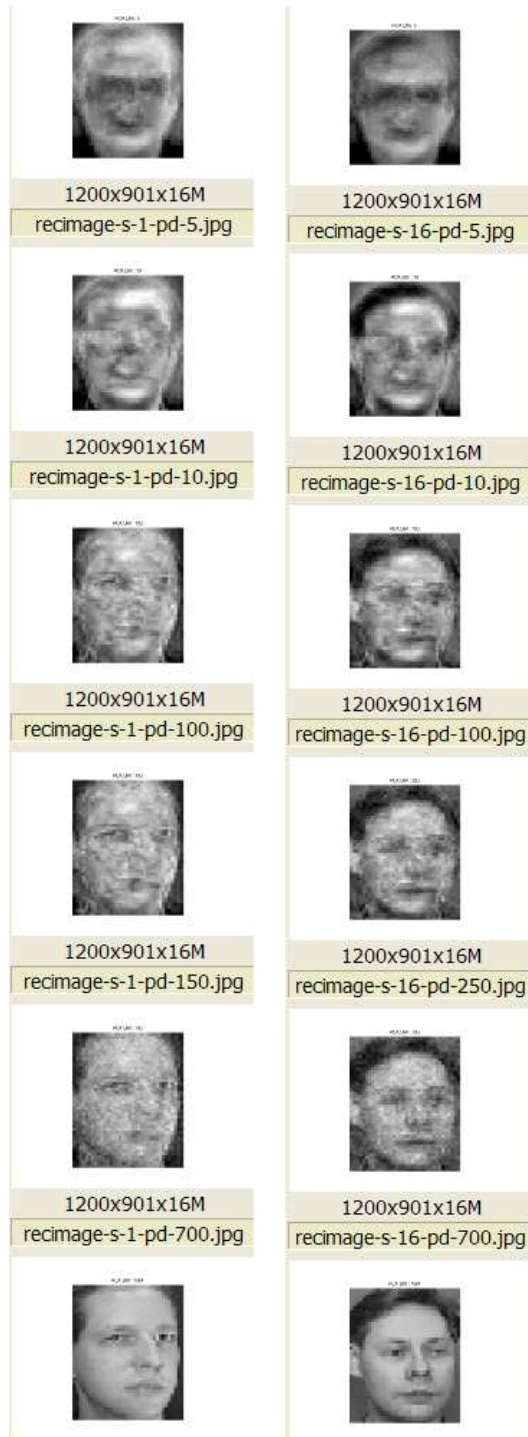 1200x901x16M
recimage-s-1-pd-5.jpg
1200x901x16M
recimage-s-16-pd-5.jpg
1200x901x16M
recimage-s-1-pd-10.jpg
1200x901x16M
recimage-s-16-pd-10.jpg
1200x901x16M
recimage-s-1-pd-100.jpg
1200x901x16M
recimage-s-16-pd-100.jpg
1200x901x16M
recimage-s-1-pd-150.jpg
1200x901x16M
recimage-s-16-pd-250.jpg
1200x901x16M
recimage-s-1-pd-700.jpg
1200x901x16M
recimage-s-16-pd-700.jpg